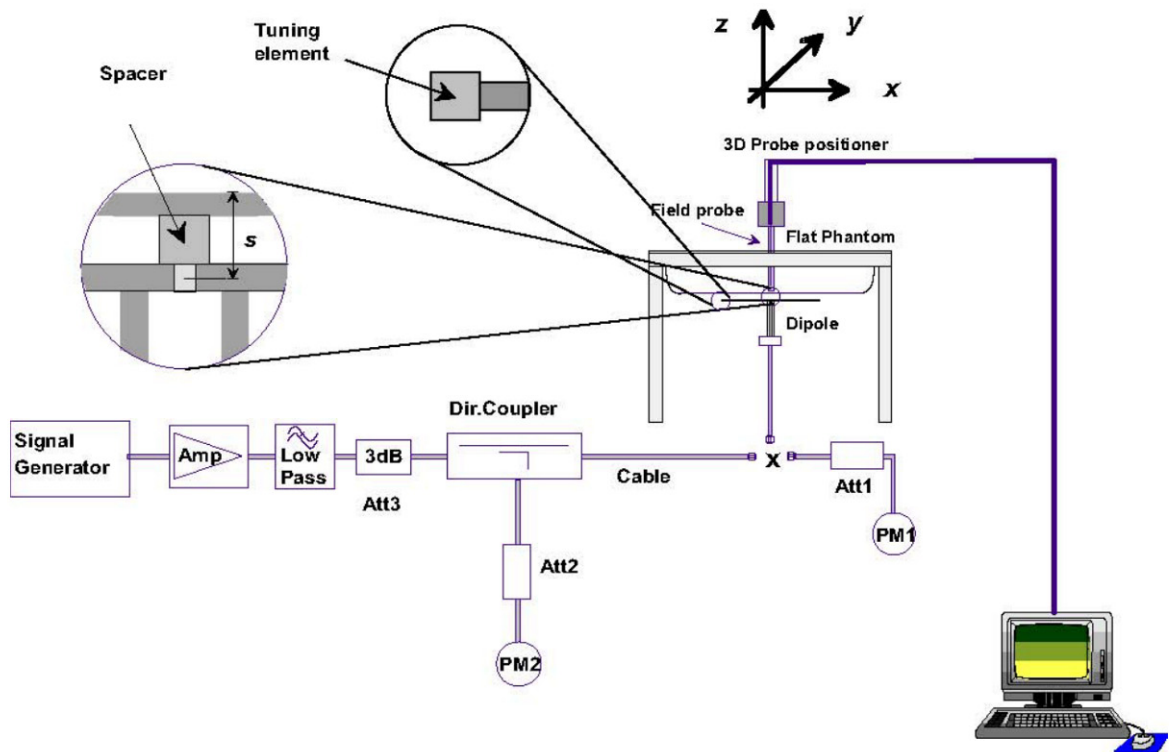 Tuning
element
Spacer
z
y
x
3D Probe positioner
Field probe
Flat Phantom
s
Dipole
Dir.Coupler
Signal
Generator
Amp
Low
Pass
3dB
Att3
Cable
X
Att1
PM1
Att2
PM2